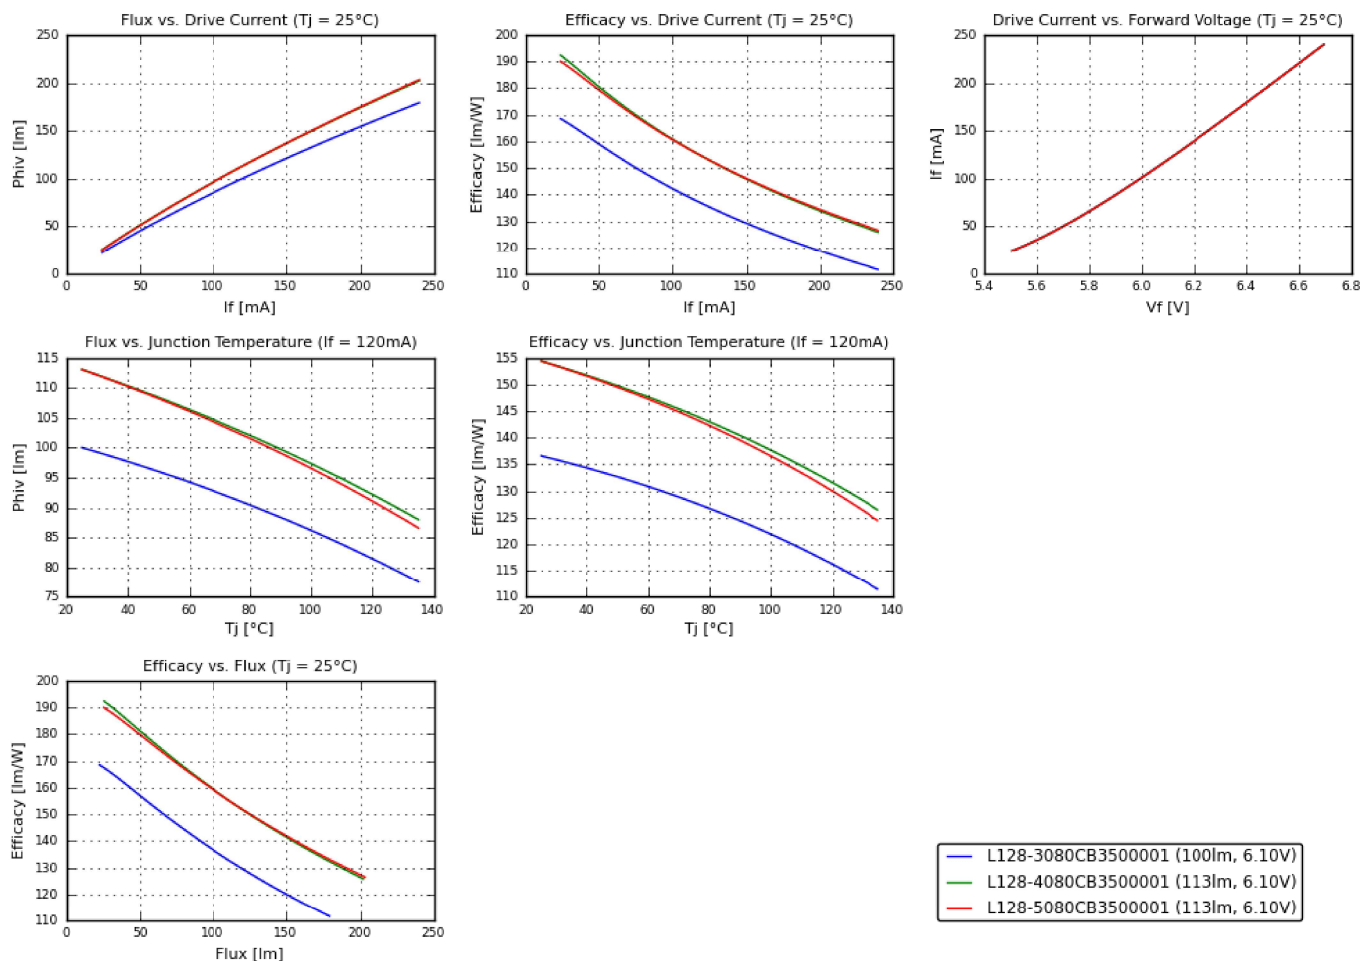 Flux vs. Drive Current (Tj = 25°C)
250
200
150
100
50
0
Phiv [lm]
0 50 100 150 200 250
If [mA]
Efficacy vs. Drive Current (Tj = 25°C)
200
190
180
170
160
150
140
130
120
110
Efficacy [lm/W]
0 50 100 150 200 250
If [mA]
Drive Current vs. Forward Voltage (Tj = 25°C)
250
200
150
100
50
0
If [mA]
5.4 5.6 5.8 6.0 6.2 6.4 6.6 6.8
Vf [V]
Flux vs. Junction Temperature (If = 120mA)
115
110
105
100
95
90
85
80
75
Phiv [lm]
20 40 60 80 100 120 140
Tj [°C]
Efficacy vs. Junction Temperature (If = 120mA)
155
150
145
140
135
130
125
120
115
110
Efficacy [lm/W]
20 40 60 80 100 120 140
Tj [°C]
Efficacy vs. Flux (Tj = 25°C)
200
190
180
170
160
150
140
130
120
110
Efficacy [lm/W]
0 50 100 150 200 250
Flux [lm]
L128-3080CB3500001 (100lm, 6.10V)
L128-4080CB3500001 (113lm, 6.10V)
L128-5080CB3500001 (113lm, 6.10V)